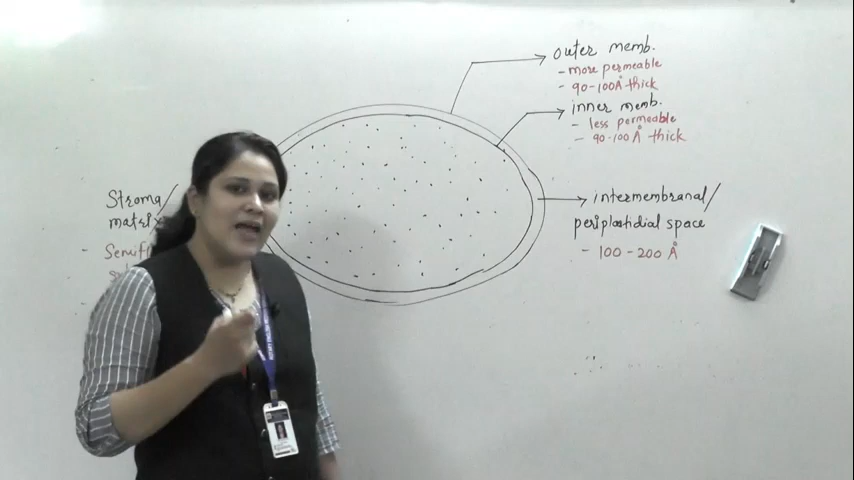 outer memb.
- more permeable
- 90-100Å thick
inner memb.
- less permeable
- 90-100Å thick
intermembranal/
periplastidial space
- 100-200 Å
Stroma/
matrix
-
-